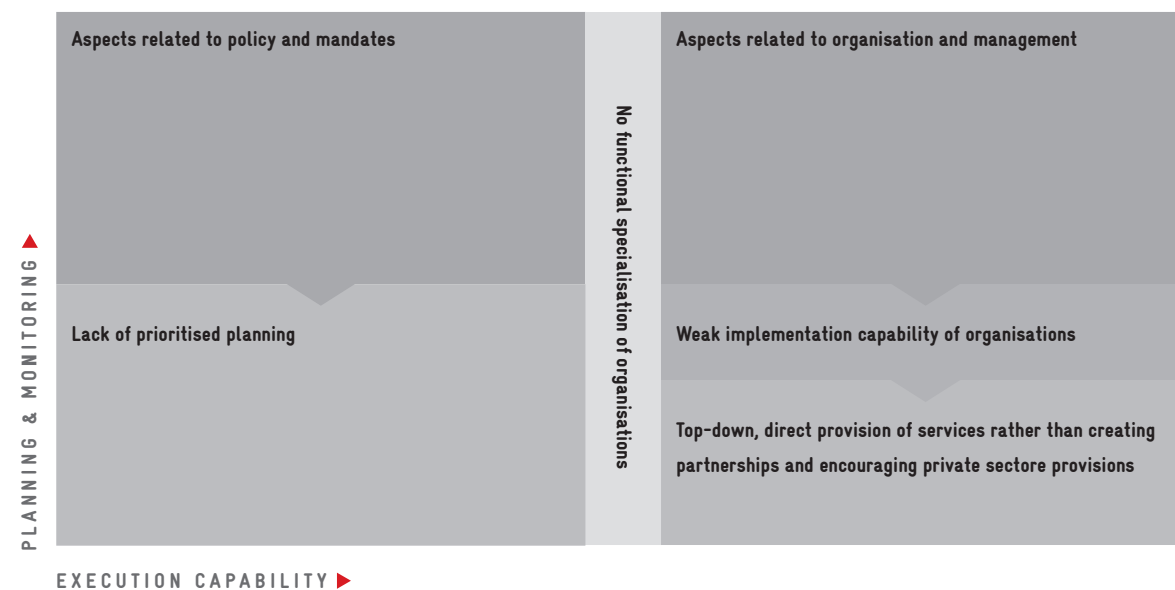 Aspects related to policy and mandates
Lack of prioritised planning
No functional specialisation of organisations
Aspects related to organisation and management
Weak implementation capability of organisations
Top-down, direct provision of services rather than creating
partnerships and encouraging private sectore provisions
PLANNING & MONITORING
EXECUTION CAPABILITY